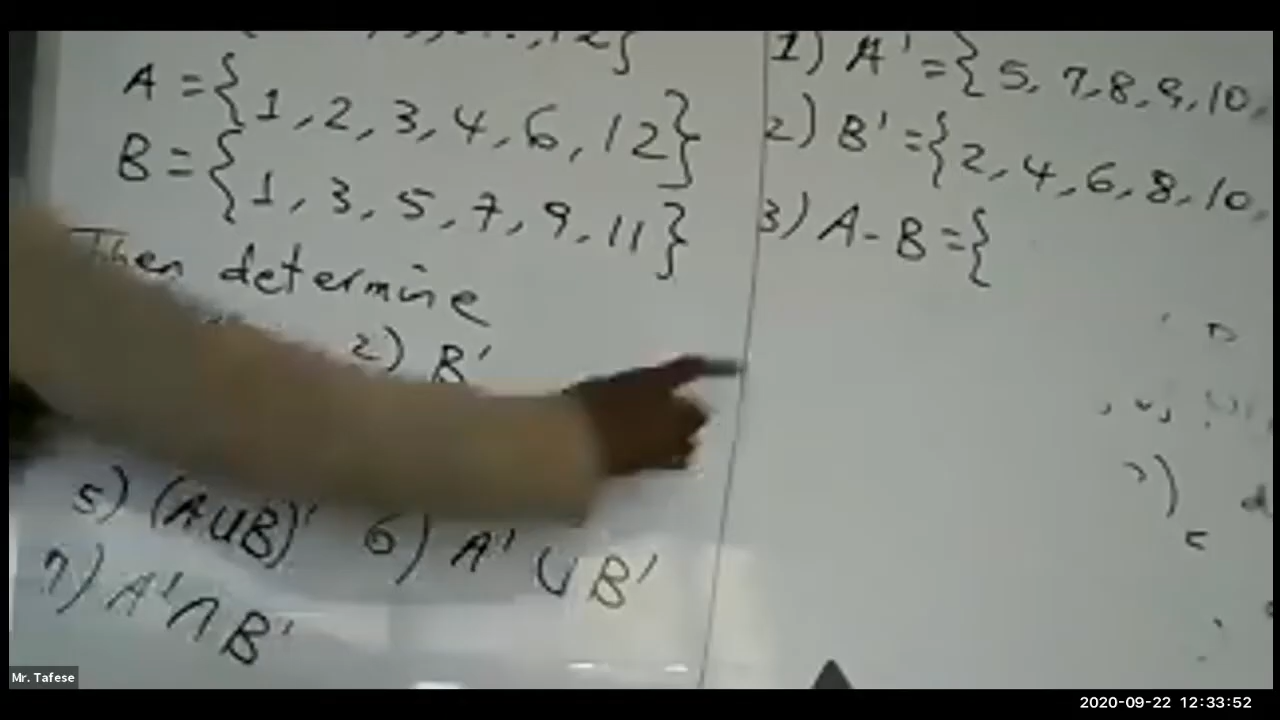 ,12}
A = {1, 2, 3, 4, 6, 12}
B = {1, 3, 5, 7, 9, 11}
Then determine
2) B'
5) (A∪B)' 6) A' ∪ B'
7) A' ∩ B'
1) A' = {5, 7, 8, 9, 10,
2) B' = {2, 4, 6, 8, 10,
3) A - B = {
Mr. Tafese
2020-09-22 12:33:52